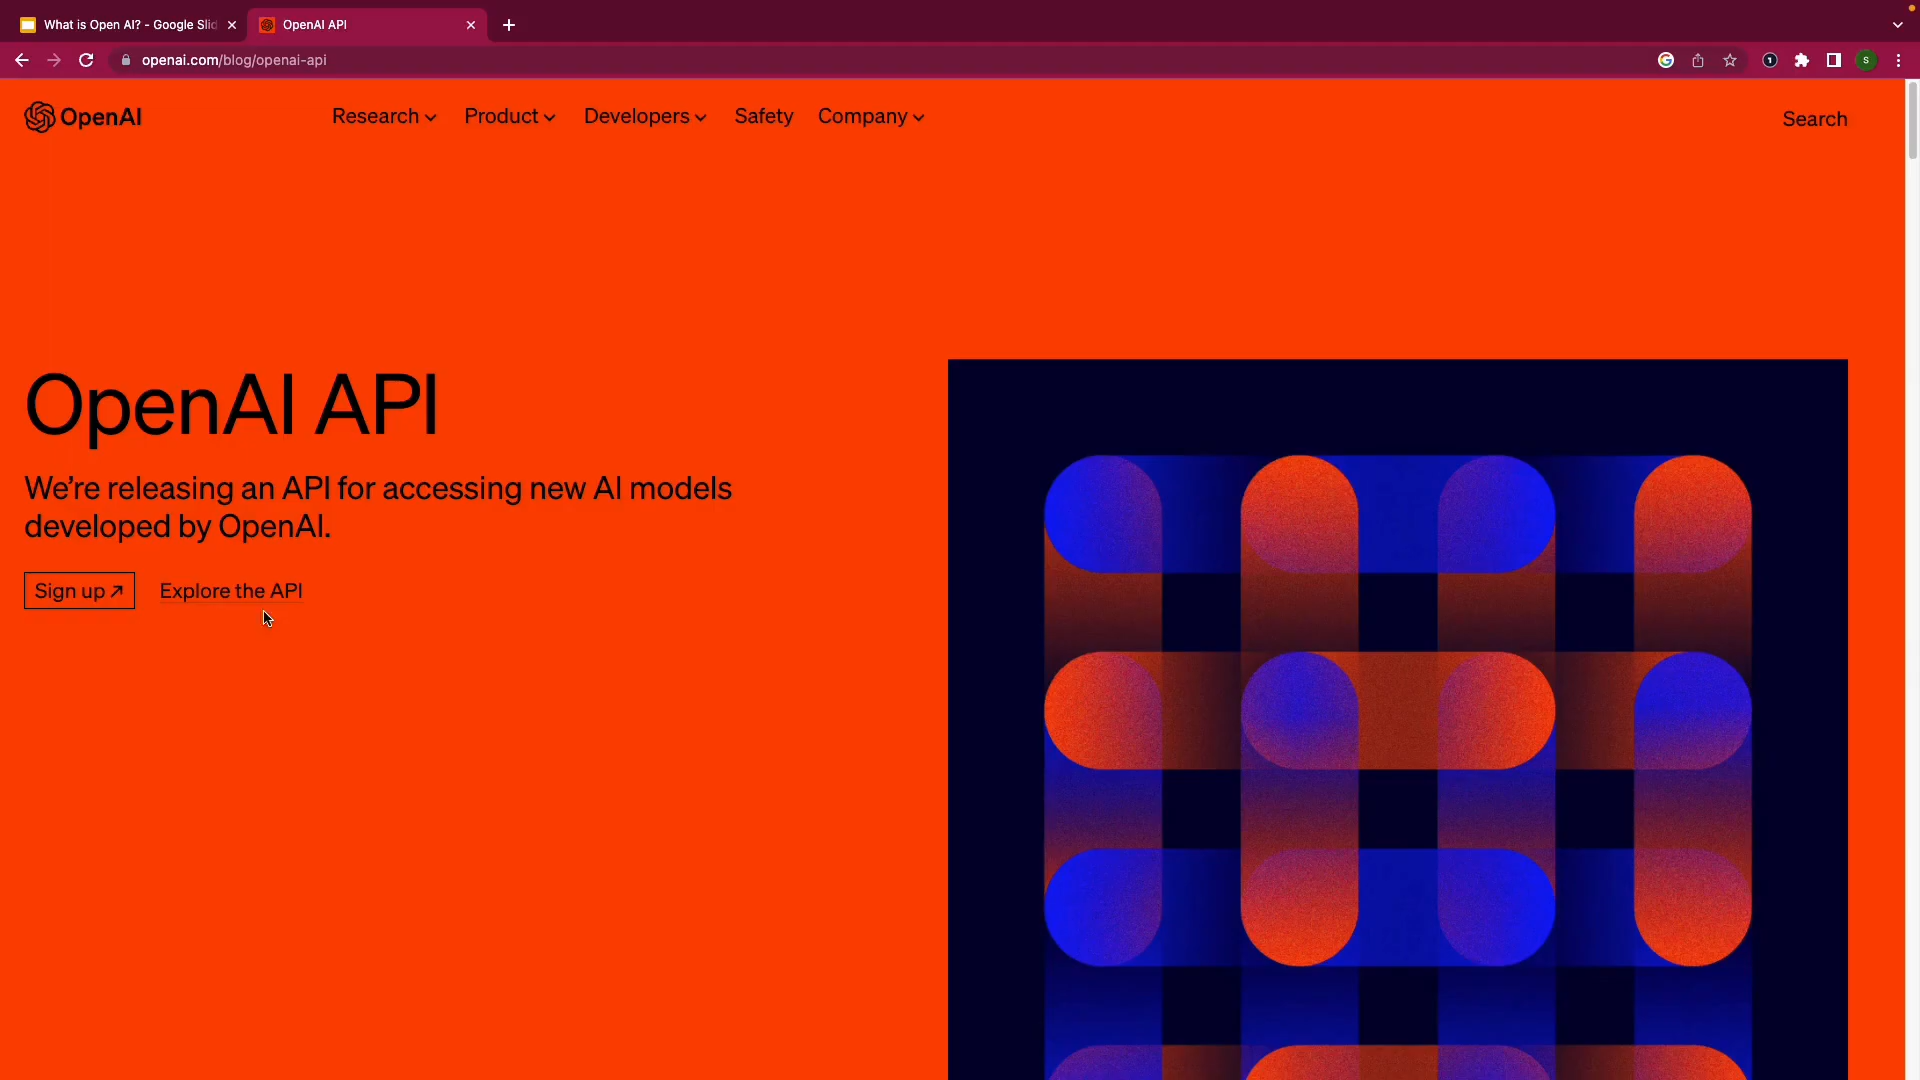 What is Open AI? - Google Slid
OpenAI API
openai.com/blog/openai-api
S
OpenAI
Research
Product
Developers
Safety
Company
Search
OpenAI API
We're releasing an API for accessing new AI models
developed by OpenAI.
Sign up ↗
Explore the API